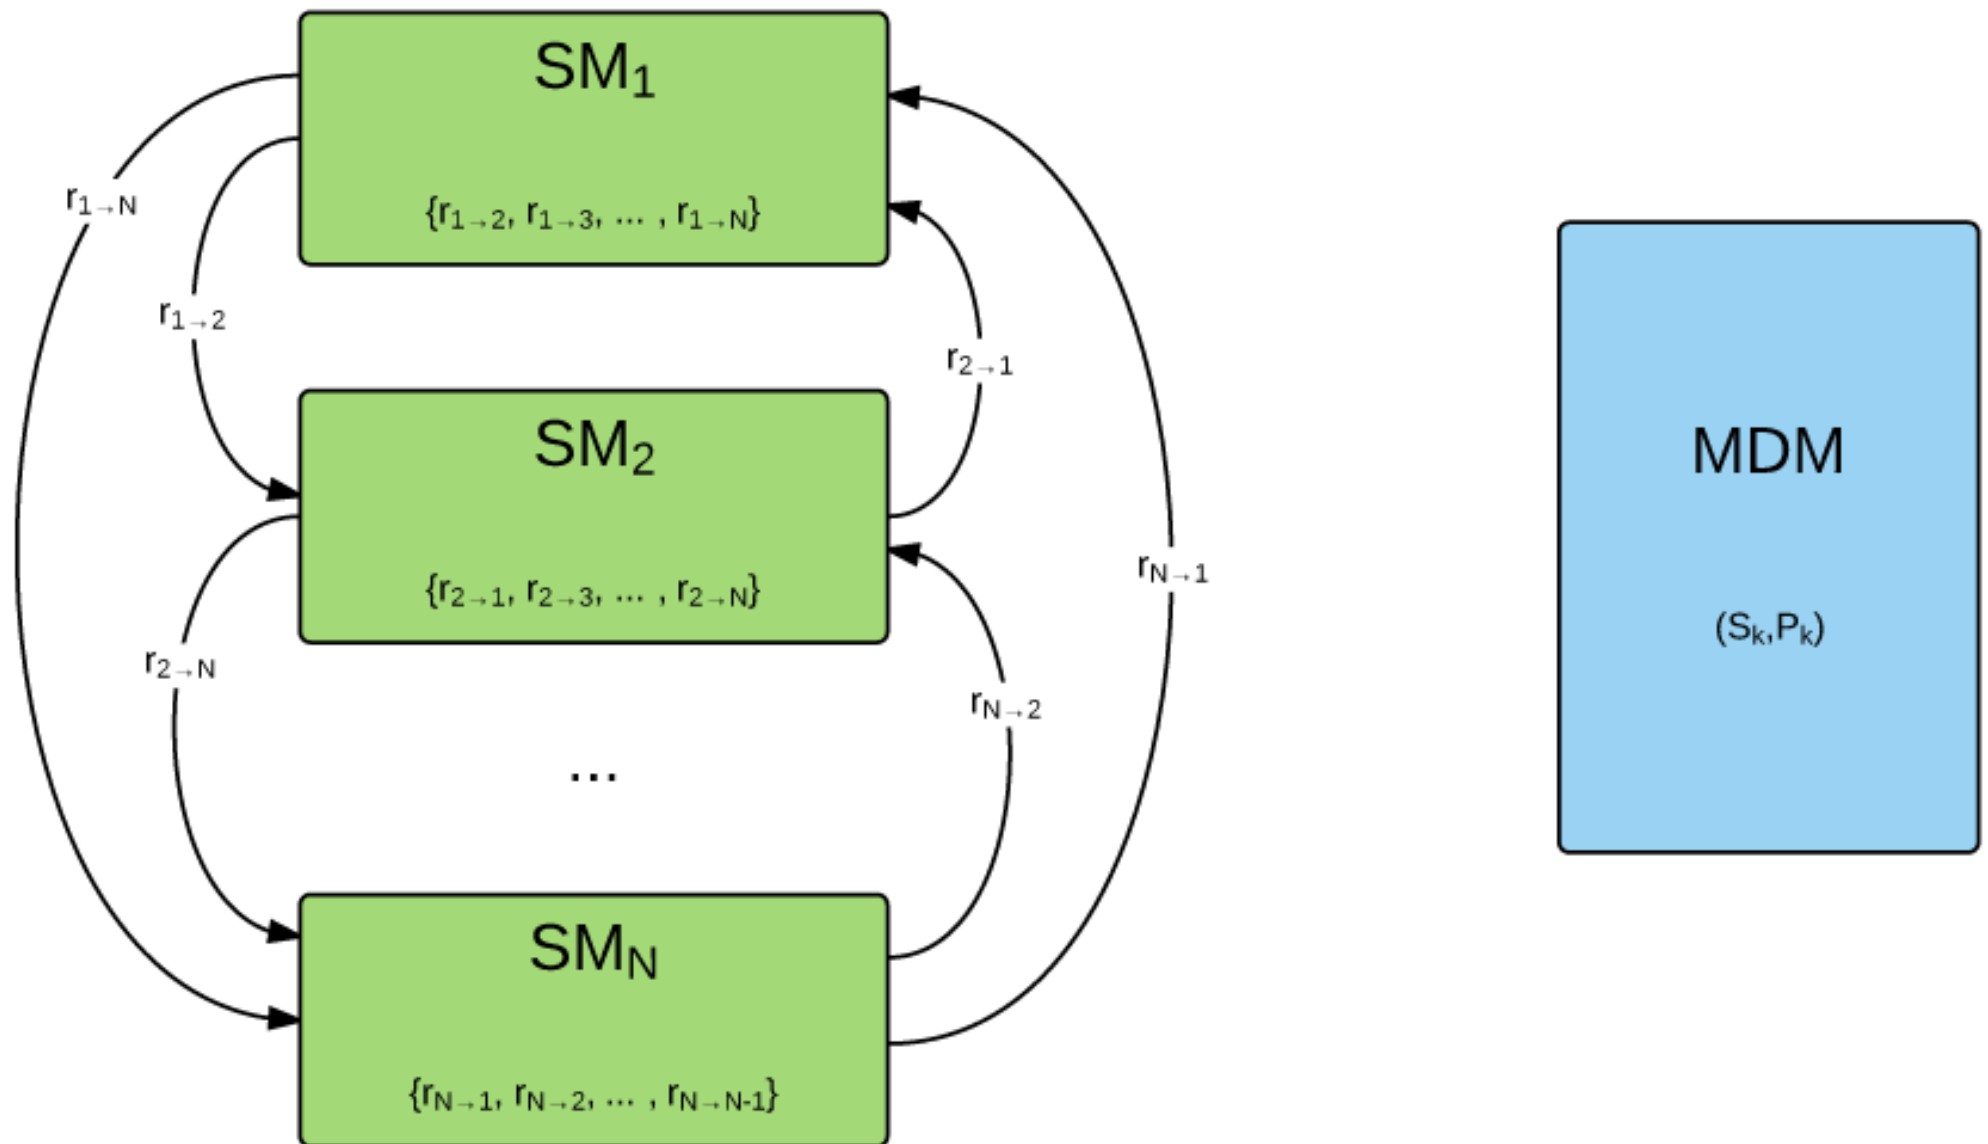 SM₁
{r₁→₂, r₁→₃, ... , r₁→N}
r₁→N
r₁→₂
r₂→₁
SM₂
{r₂→₁, r₂→₃, ... , r₂→N}
rN→₁
r₂→N
rN→₂
...
SMN
{rN→₁, rN→₂, ... , rN→N-₁}
MDM
(Sₖ,Pₖ)